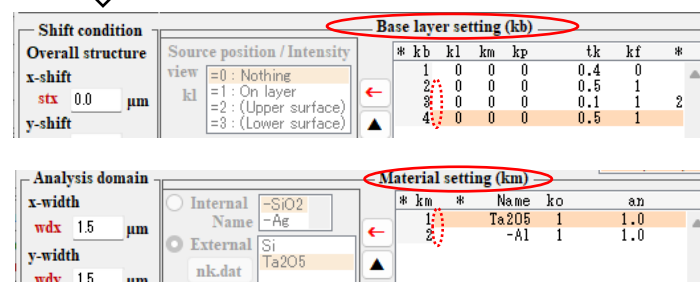 Shift condition
Base layer setting (kb)
Overall structure
Source position / Intensity
* kb kl km kp tk kf *
x-shift
view
=0 : Nothing
1 0 0 0 0.4 0
kl
=1 : On layer
2 0 0 0 0.5 1
stx 0.0 μm
=2 : (Upper surface)
3 0 0 0 0.1 1 2
y-shift
=3 : (Lower surface)
4 0 0 0 0.5 1
Analysis domain
Material setting (km)
x-width
Internal Name
-SiO2
* km * Name ko an
-Ag
1 Ta2O5 1 1.0
wdx 1.5 μm
External
Si
2 -Al 1 1.0
y-width
Ta2O5
nk.dat
wdy 1.5 μm